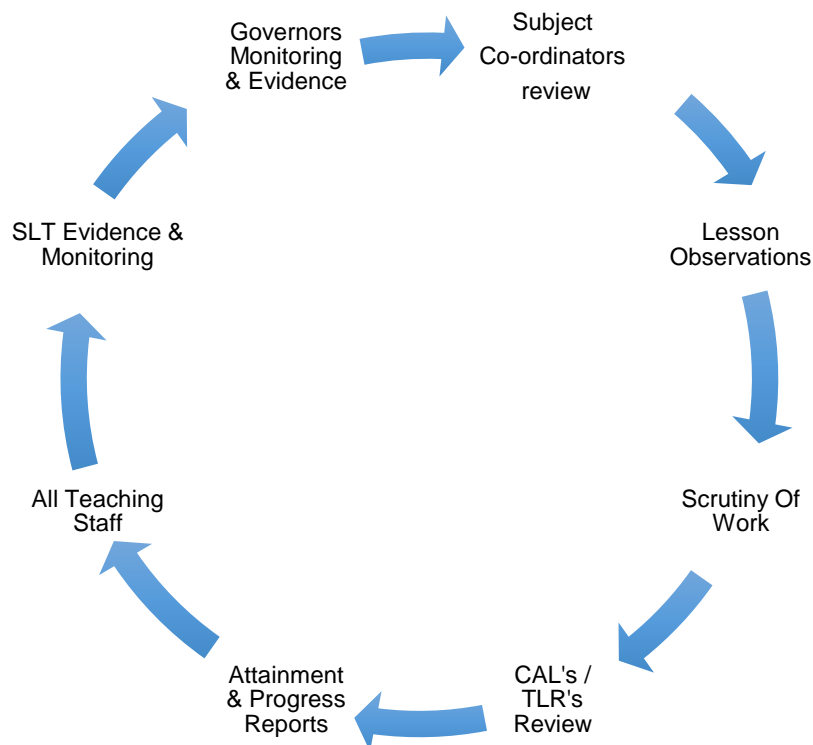 Governors
Monitoring
& Evidence
Subject
Co-ordinators
review
Lesson
Observations
Scrutiny Of
Work
CAL's /
TLR's
Review
Attainment
& Progress
Reports
All Teaching
Staff
SLT Evidence &
Monitoring